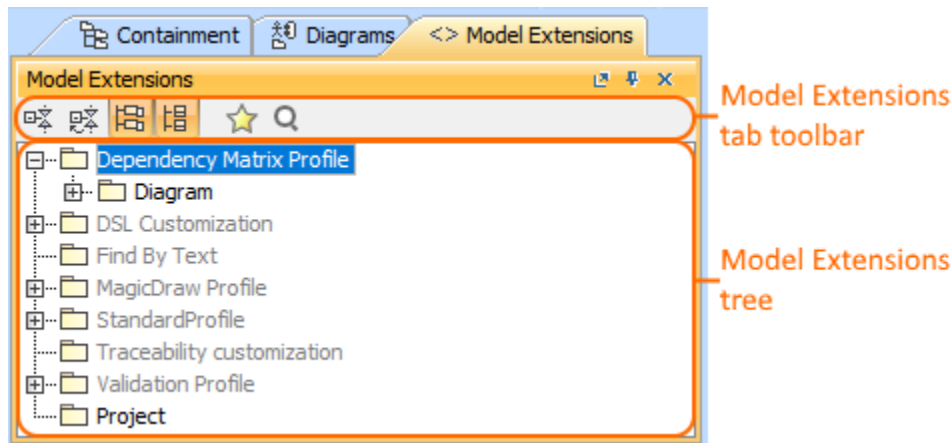 Containment Diagrams <> Model Extensions
Model Extensions
Model Extensions
tab toolbar
Dependency Matrix Profile
Diagram
DSL Customization
Find By Text
MagicDraw Profile
StandardProfile
Traceability customization
Validation Profile
Project
Model Extensions
tree